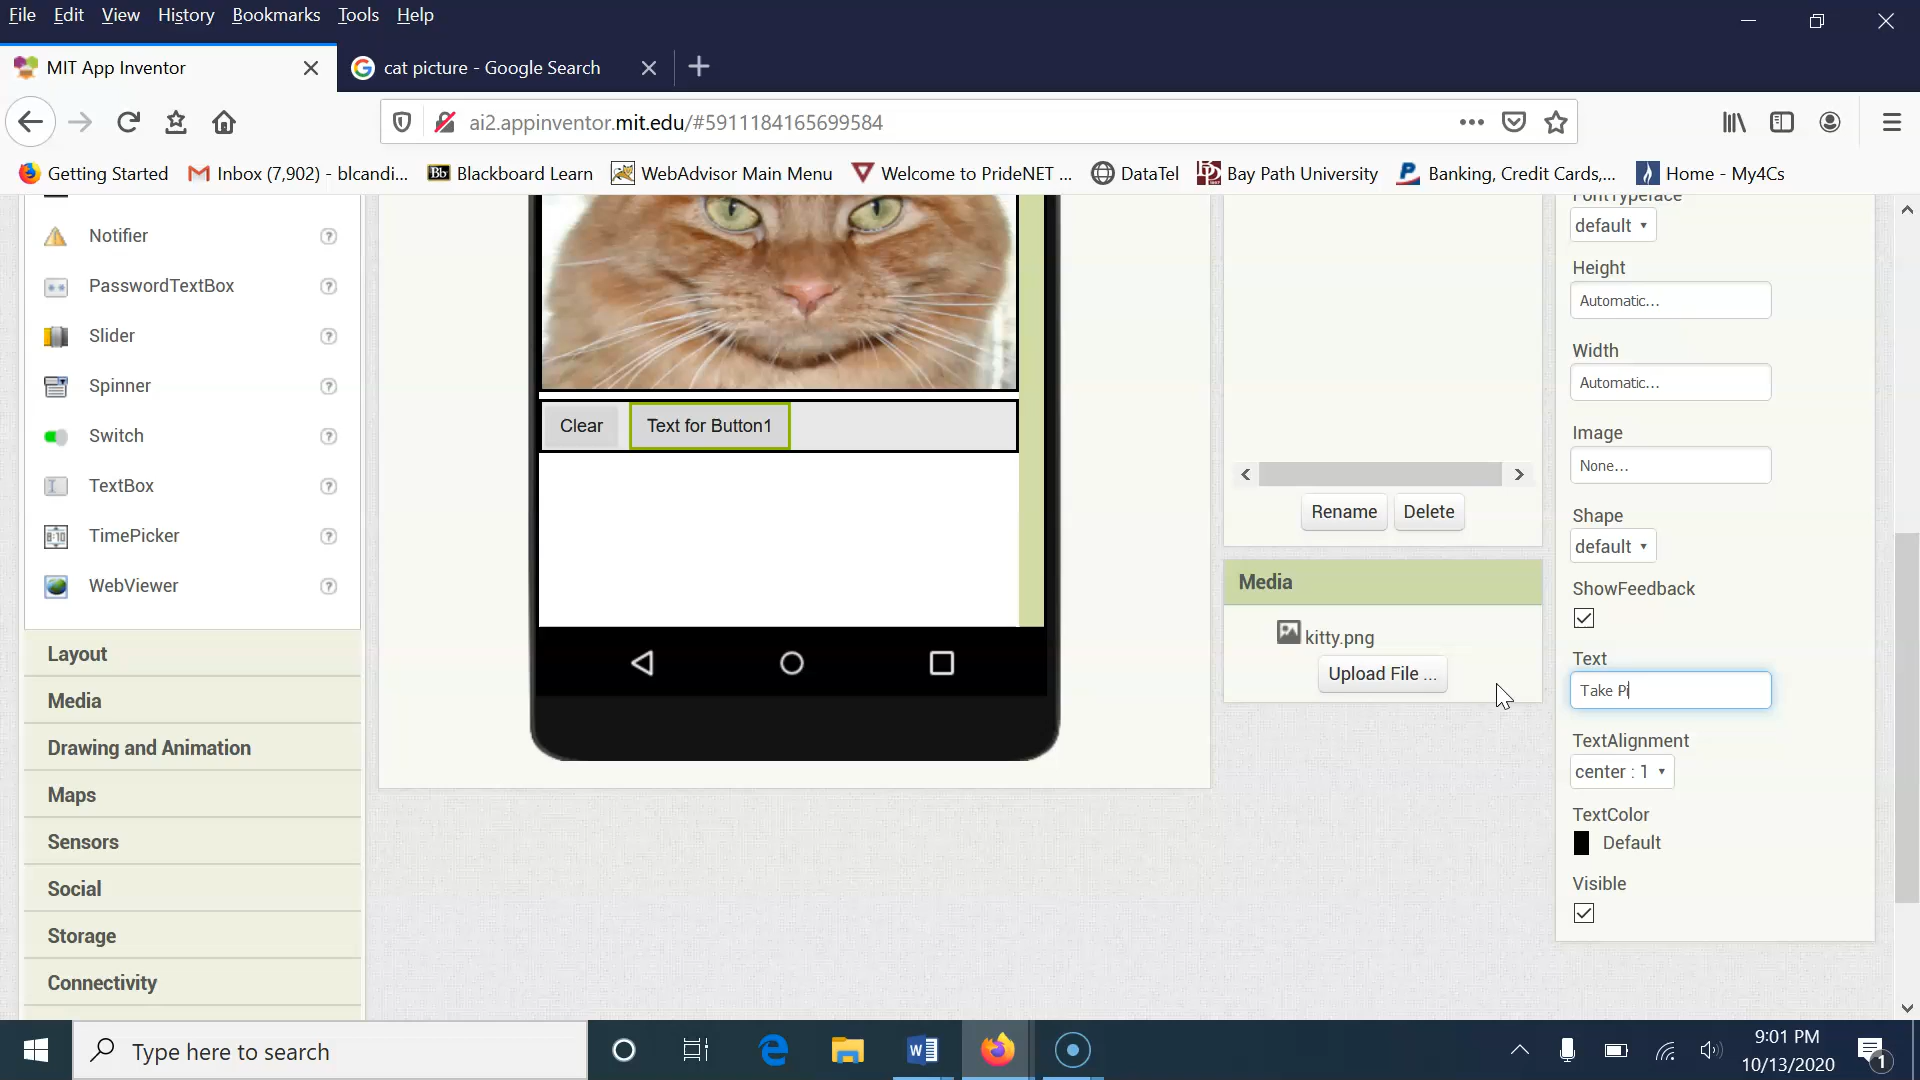 File Edit View History Bookmarks Tools Help
MIT App Inventor
cat picture - Google Search
ai2.appinventor.mit.edu/#5911184165699584
Getting Started
Inbox (7,902) - blcandi...
Bb Blackboard Learn
WebAdvisor Main Menu
Welcome to PrideNET ...
DataTel
Bay Path University
Banking, Credit Cards,...
Home - My4Cs
Notifier
PasswordTextBox
Slider
Spinner
Switch
TextBox
TimePicker
WebViewer
Layout
Media
Drawing and Animation
Maps
Sensors
Social
Storage
Connectivity
Clear
Text for Button1
Rename
Delete
Media
kitty.png
Upload File ...
FontTypeface
default
Height
Automatic...
Width
Automatic...
Image
None...
Shape
default
ShowFeedback
Text
Take Pi
TextAlignment
center : 1
TextColor
Default
Visible
Type here to search
9:01 PM
10/13/2020
1